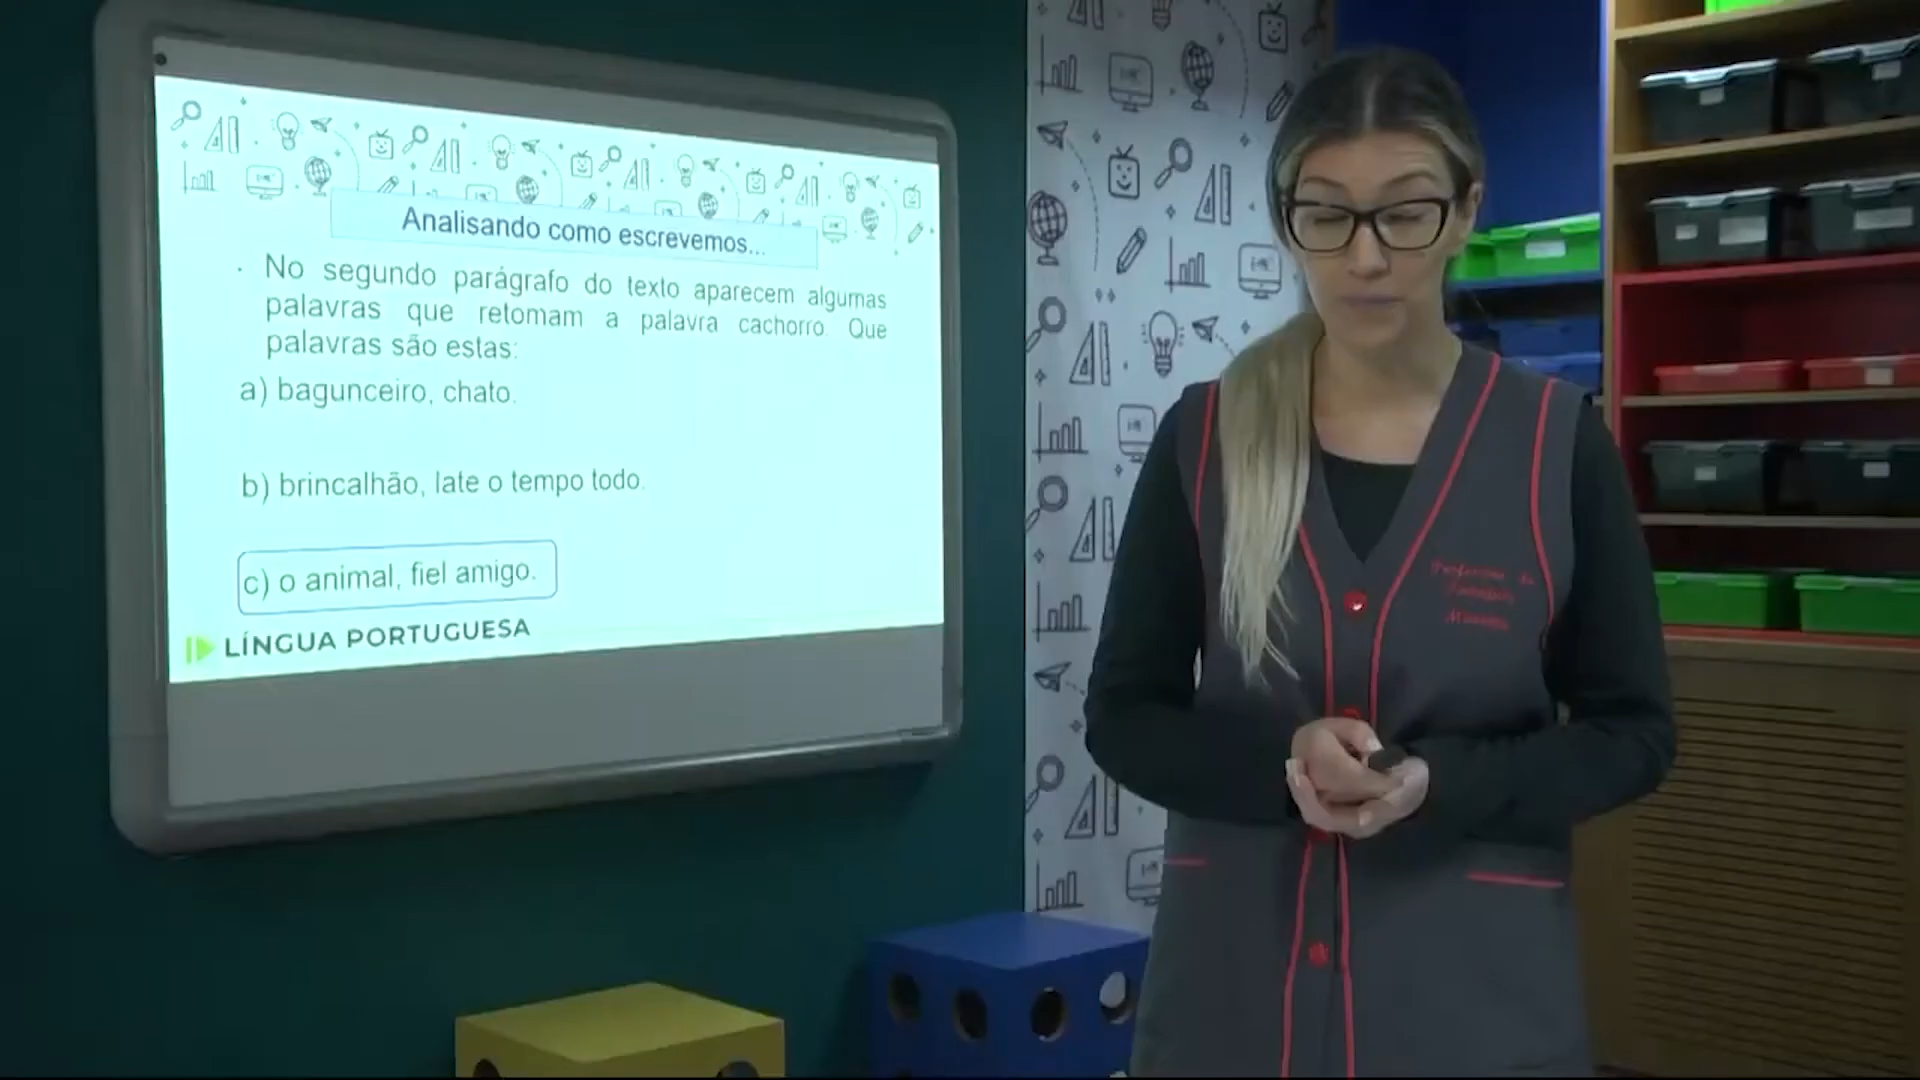 Analisando como escrevemos...
. No segundo parágrafo do texto aparecem algumas
palavras que retomam a palavra cachorro. Que
palavras são estas:
a) bagunceiro, chato.
b) brincalhão, late o tempo todo.
c) o animal, fiel amigo.
LÍNGUA PORTUGUESA